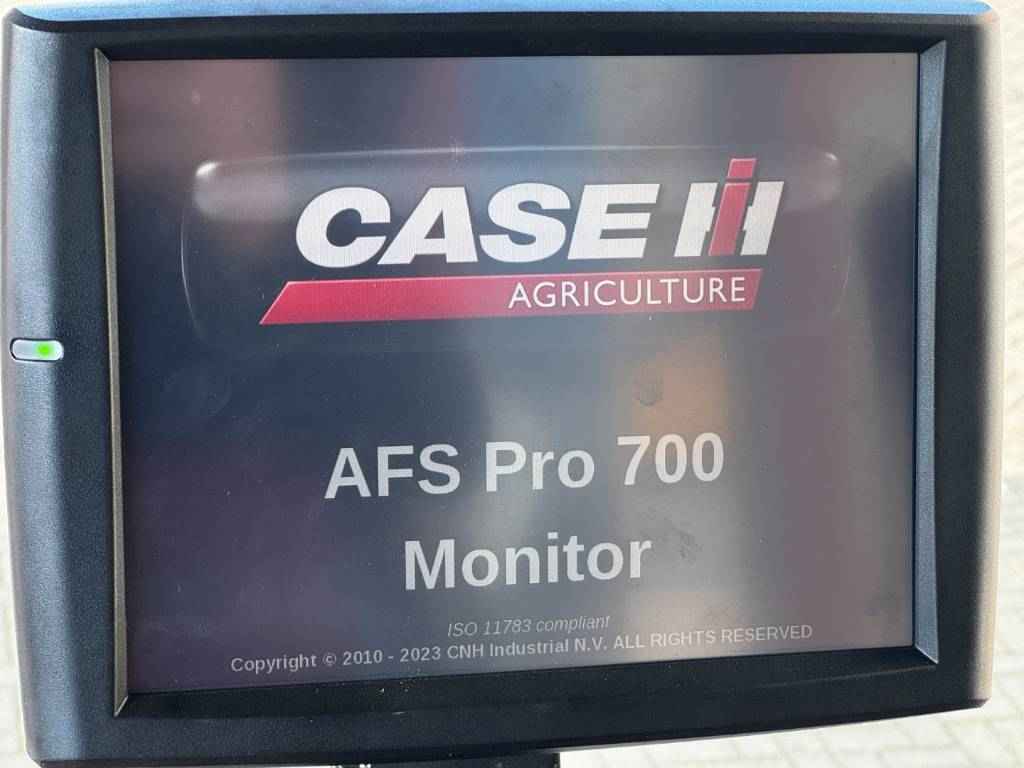 CASE IH
AGRICULTURE
AFS Pro 700
Monitor
ISO 11783 compliant
Copyright © 2010 - 2023 CNH Industrial N.V. ALL RIGHTS RESERVED